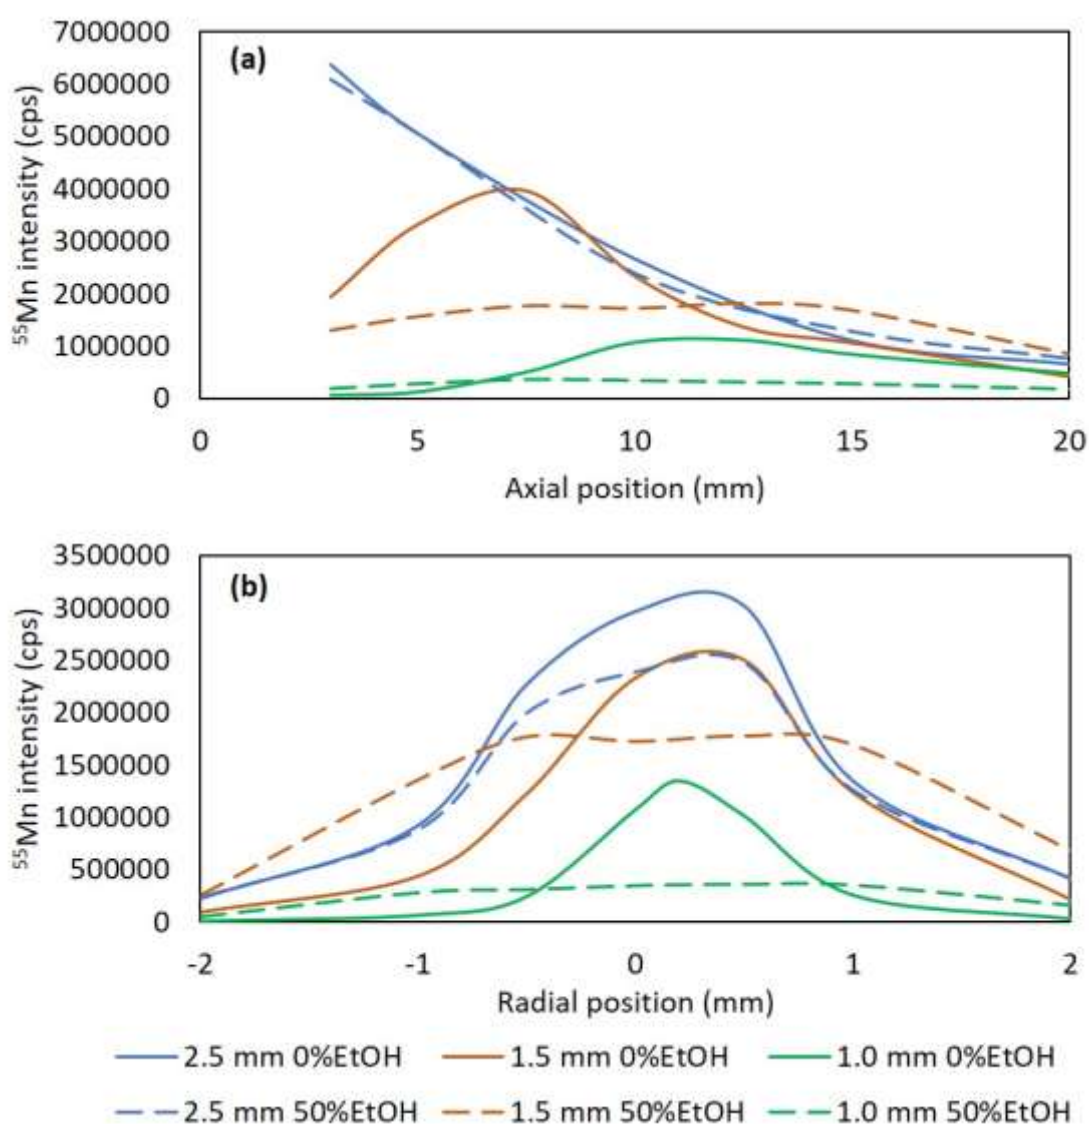 7000000
(a)
6000000
5000000
4000000
3000000
2000000
1000000
0
⁵⁵Mn intensity (cps)
0 5 10 15 20
Axial position (mm)
3500000
(b)
3000000
2500000
2000000
1500000
1000000
500000
0
⁵⁵Mn intensity (cps)
-2 -1 0 1 2
Radial position (mm)
2.5 mm 0%EtOH 1.5 mm 0%EtOH 1.0 mm 0%EtOH
2.5 mm 50%EtOH 1.5 mm 50%EtOH 1.0 mm 50%EtOH